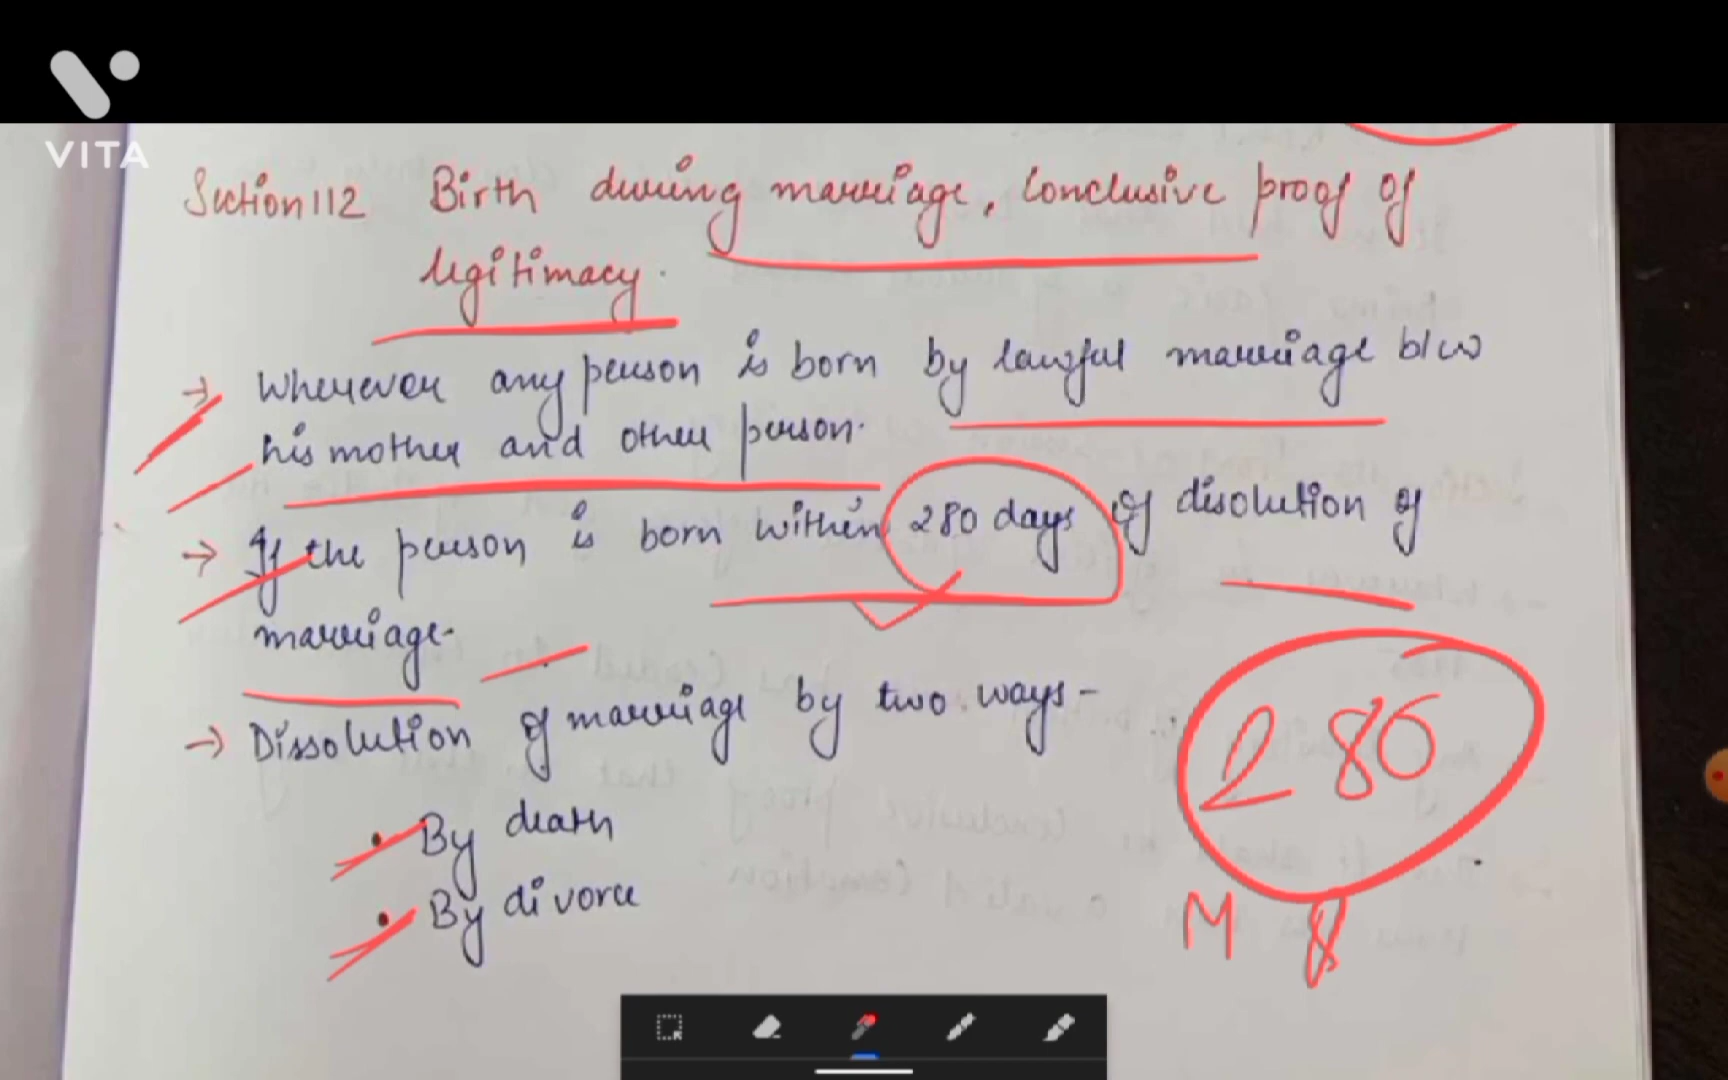 VITA
Section 112 Birth during marriage, conclusive proof of
legitimacy.
→ Whenever any person is born by lawful marriage b/w
his mother and other person.
→ If the person is born within 280 days of disolution of
marriage.
→ Dissolution of marriage by two ways -
• By death
• By divorce
280
M